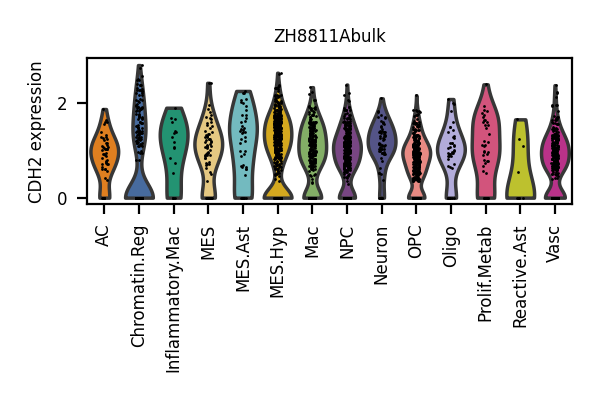 ZH8811Abulk
CDH2 expression
2
0
AC
Chromatin.Reg
Inflammatory.Mac
MES
MES.Ast
MES.Hyp
Mac
NPC
Neuron
OPC
Oligo
Prolif.Metab
Reactive.Ast
Vasc